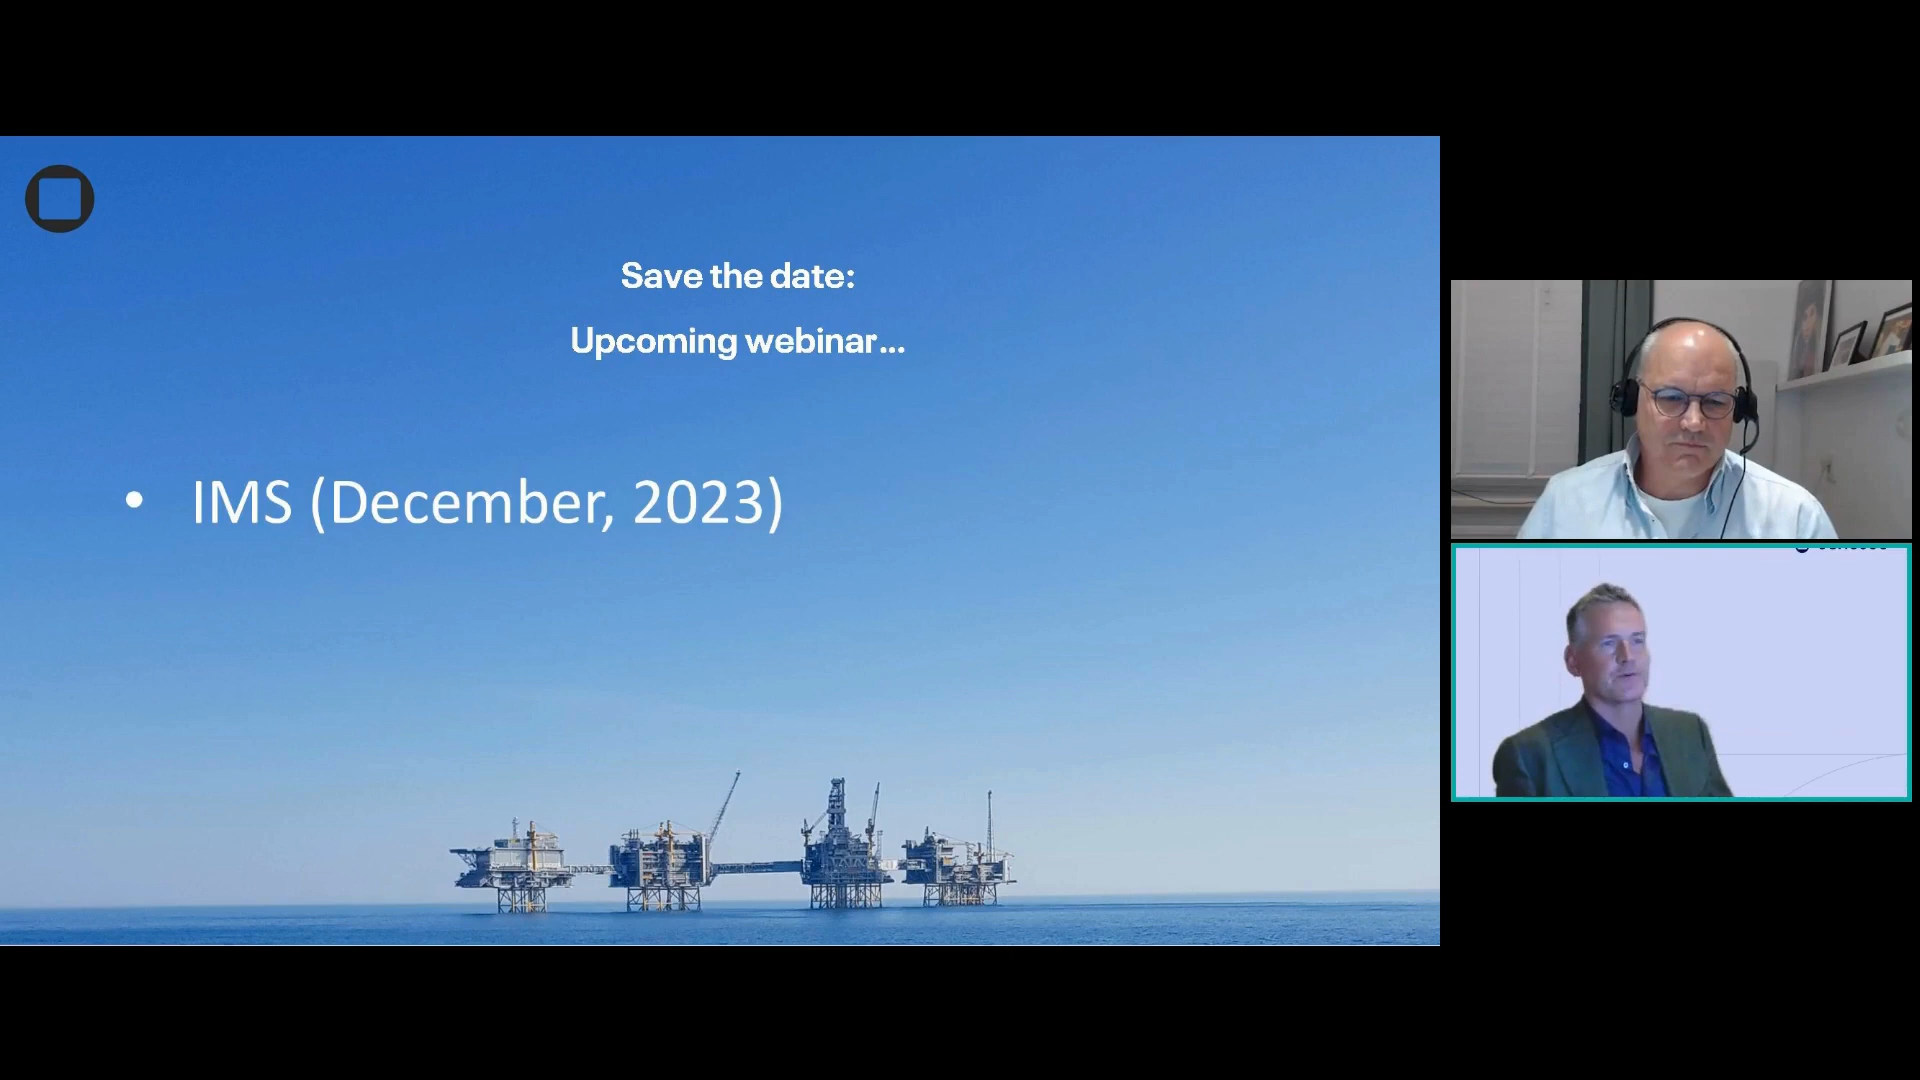 Save the date:
Upcoming webinar...
• IMS (December, 2023)